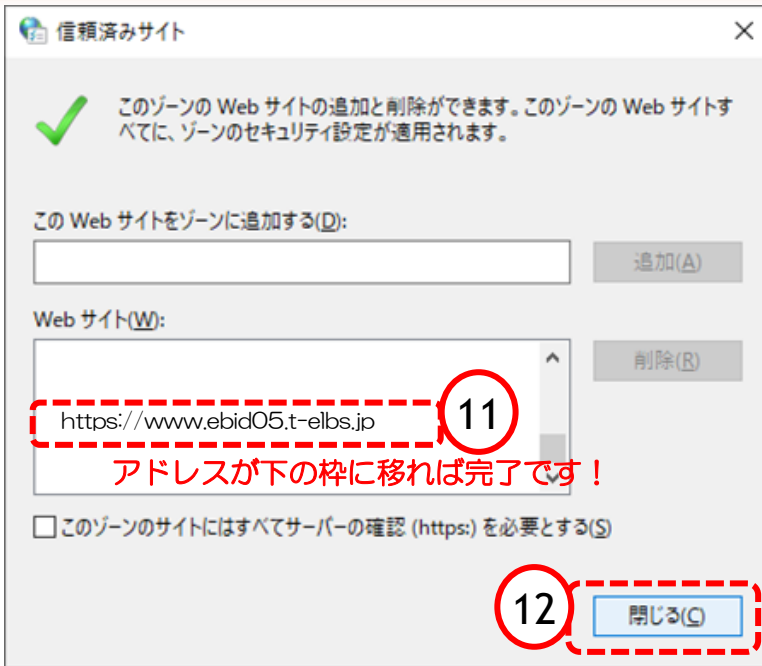 信頼済みサイト
このゾーンの Web サイトの追加と削除ができます。このゾーンの Web サイトす
べてに、ゾーンのセキュリティ設定が適用されます。
この Web サイトをゾーンに追加する(D):
追加(A)
Web サイト(W):
削除(R)
https://www.ebid05.t-elbs.jp
11
アドレスが下の枠に移れば完了です！
このゾーンのサイトにはすべてサーバーの確認 (https:) を必要とする(S)
12
閉じる(C)